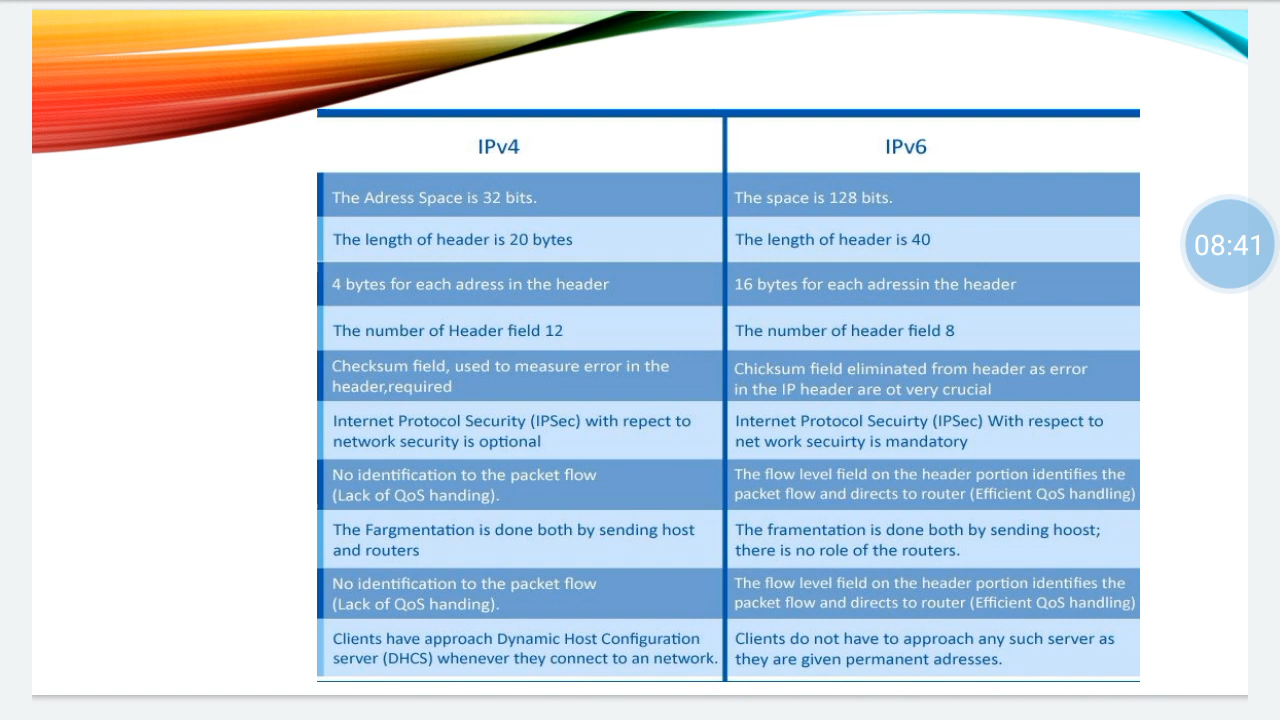 IPv4
IPv6
The Adress Space is 32 bits.
The space is 128 bits.
The length of header is 20 bytes
The length of header is 40
4 bytes for each adress in the header
16 bytes for each adressin the header
The number of Header field 12
The number of header field 8
Checksum field, used to measure error in the
header,required
Chicksum field eliminated from header as error
in the IP header are ot very crucial
Internet Protocol Security (IPSec) with repect to
network security is optional
Internet Protocol Secuirty (IPSec) With respect to
net work secuirty is mandatory
No identification to the packet flow
(Lack of QoS handing).
The flow level field on the header portion identifies the
packet flow and directs to router (Efficient QoS handling)
The Fargmentation is done both by sending host
and routers
The framentation is done both by sending hoost;
there is no role of the routers.
No identification to the packet flow
(Lack of QoS handing).
The flow level field on the header portion identifies the
packet flow and directs to router (Efficient QoS handling)
Clients have approach Dynamic Host Configuration
server (DHCS) whenever they connect to an network.
Clients do not have to approach any such server as
they are given permanent adresses.
08:41